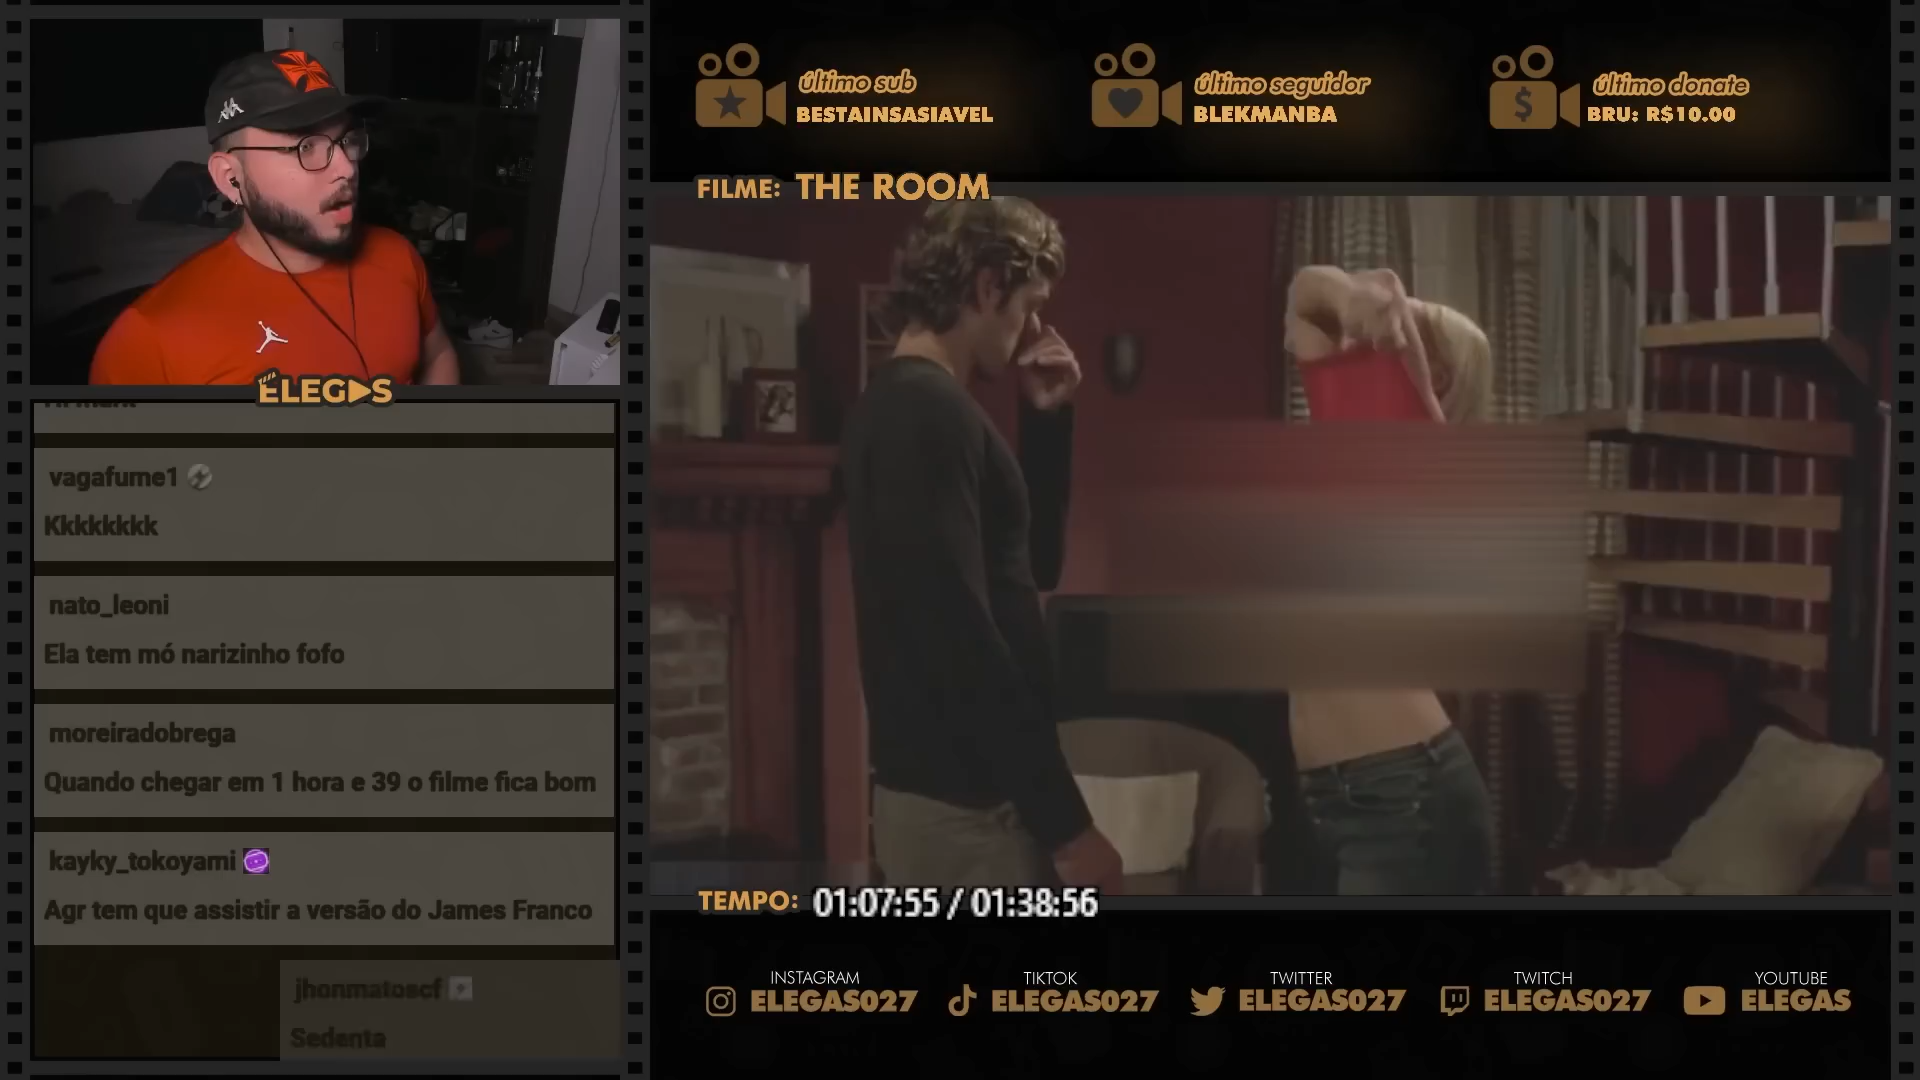 último sub
BESTAINSASIAVEL
último seguidor
BLEKMANBA
último donate
BRU: R$10.00
FILME: THE ROOM
ELEGAS
vagafume1
Kkkkkkkk
nato_leoni
Ela tem mó narizinho fofo
moreiradobrega
Quando chegar em 1 hora e 39 o filme fica bom
kayky_tokoyami
Agr tem que assistir a versão do James Franco
jhonmatoscf
Sedenta
TEMPO: 01:07:55 / 01:38:56
INSTAGRAM
ELEGAS027
TIKTOK
ELEGAS027
TWITTER
ELEGAS027
TWITCH
ELEGAS027
YOUTUBE
ELEGAS